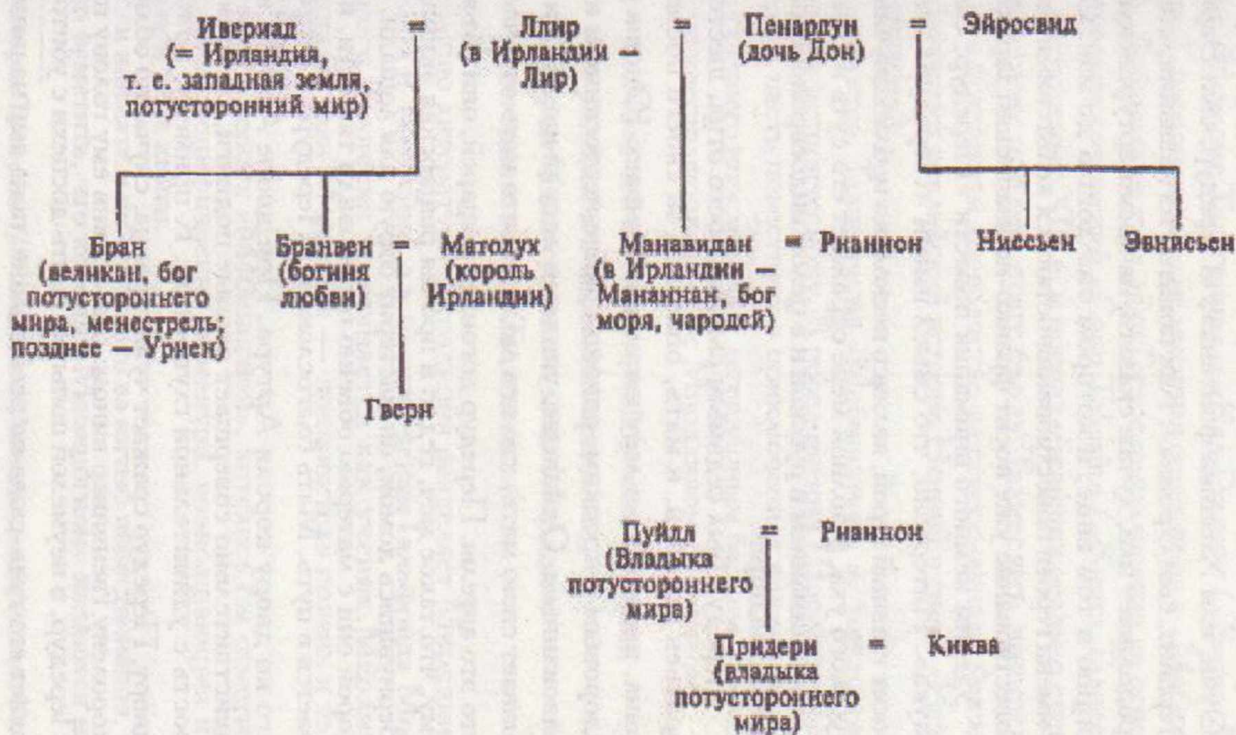 Ивериад = Ллир = Пенардун = Эйросвид
(= Ирландия, (в Ирландии — (дочь Дон)
т. е. западная земля, Лир)
потусторонний мир)
Бран Бранвен = Матолух Манавидан = Рианнон Ниссьен Эвнисьен
(великан, бог (богиня (король (в Ирландии —
потустороннего любви) Ирландии) Мананнан, бог
мира, менестрель; моря, чародей)
позднее — Уриен)
Гверн
Пуйлл = Рианнон
(Владыка
потустороннего
мира)
Придери = Киква
(владыка
потустороннего
мира)